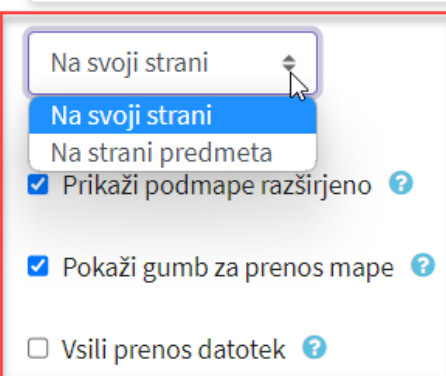 Na svoji strani
Na svoji strani
Na strani predmeta
Prikaži podmape razširjeno
Pokaži gumb za prenos mape
Vsili prenos datotek